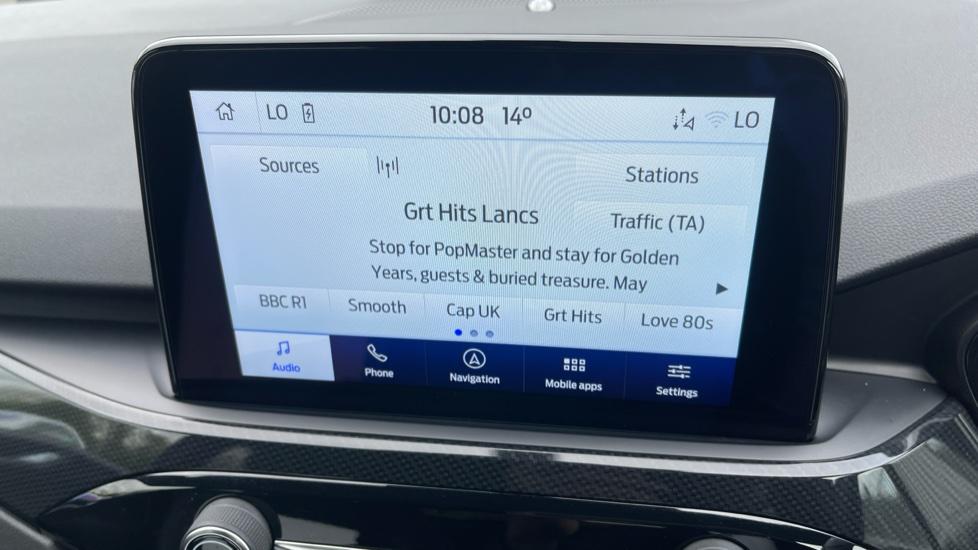 LO 10:08 14° LO
Sources Stations
Grt Hits Lancs Traffic (TA)
Stop for PopMaster and stay for Golden
Years, guests & buried treasure. May
BBC R1 Smooth Cap UK Grt Hits Love 80s
Audio Phone Navigation Mobile apps Settings